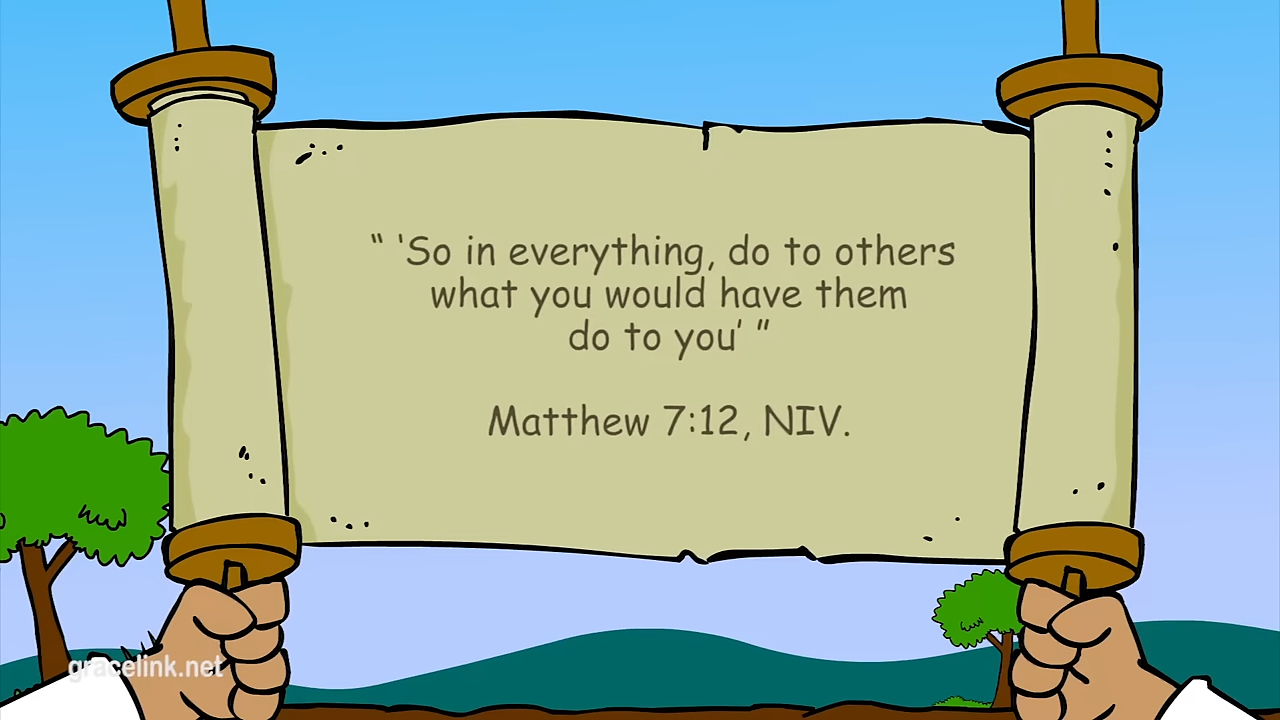 “ ‘So in everything, do to others
what you would have them
do to you’ ”
Matthew 7:12, NIV.
gracelink.net